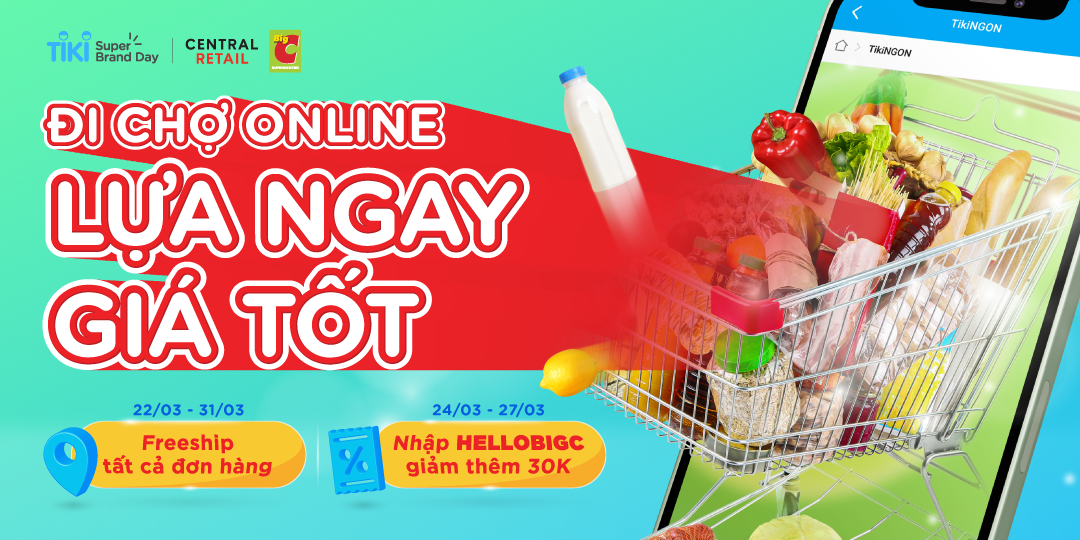 TIKI Super Brand Day
CENTRAL RETAIL
Big C
SUPERCENTER
TikiNGON
TikiNGON
ĐI CHỢ ONLINE
LỰA NGAY
GIÁ TỐT
22/03 - 31/03
Freeship
tất cả đơn hàng
24/03 - 27/03
Nhập HELLOBIGC
giảm thêm 30K